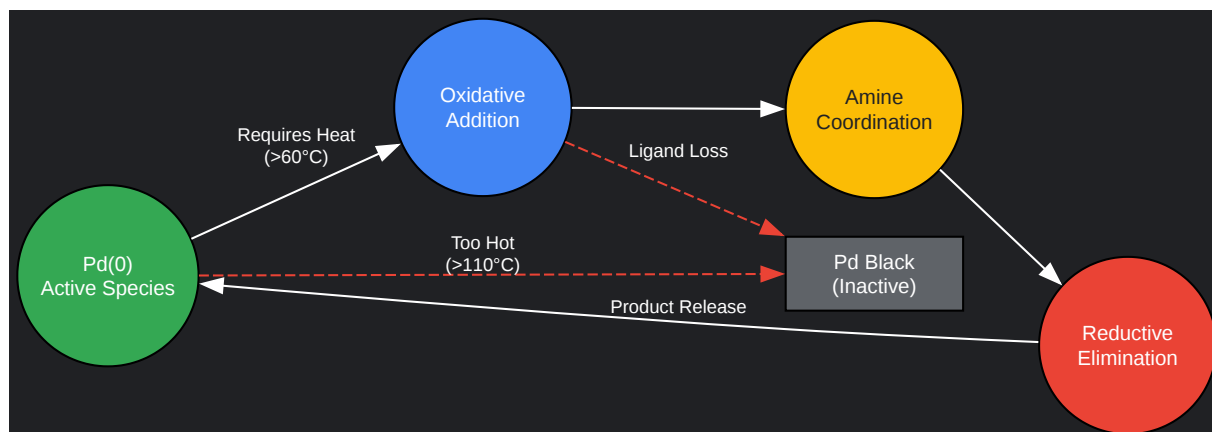 Oxidative
Addition
Amine
Coordination
Requires Heat
(>60°C)
Ligand Loss
Too Hot
(>110°C)
Pd(0)
Active Species
Pd Black
(Inactive)
Product Release
Reductive
Elimination